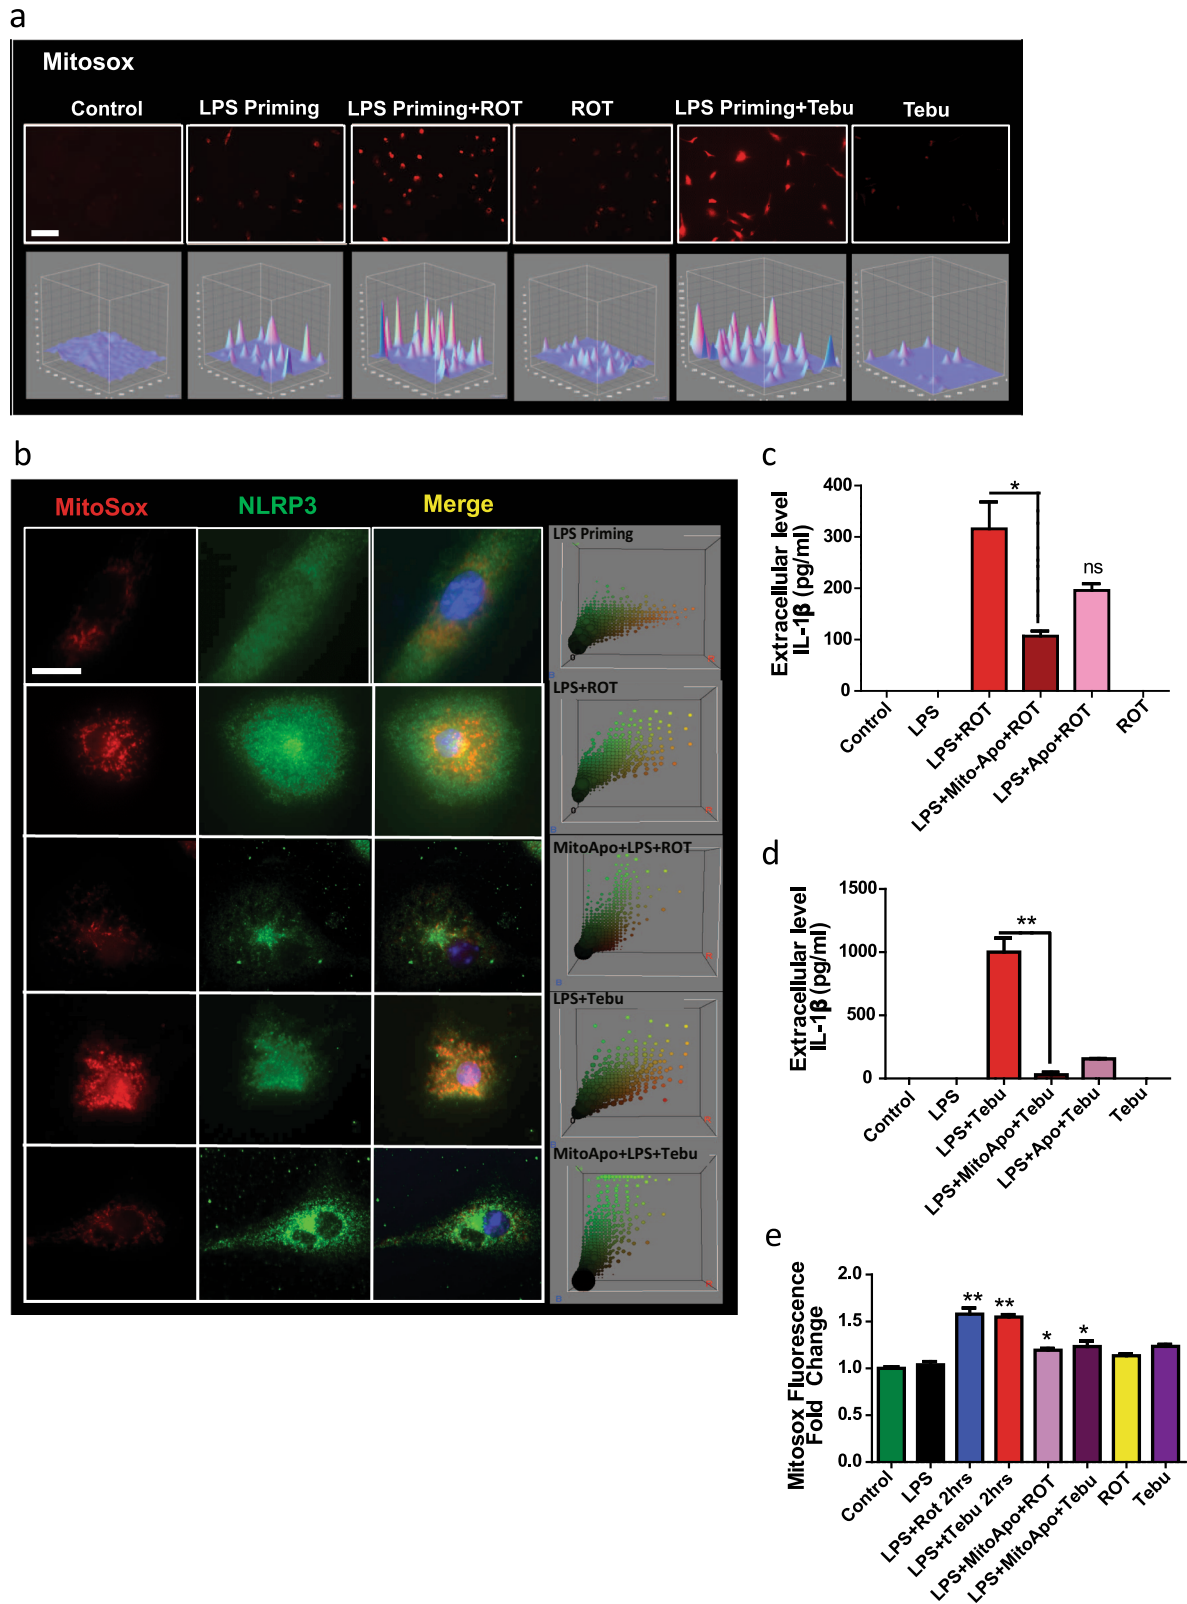 a
Mitosox
Control LPS Priming LPS Priming+ROT ROT LPS Priming+Tebu Tebu
b
MitoSox NLRP3 Merge
LPS Priming
LPS+ROT
MitoApo+LPS+ROT
LPS+Tebu
MitoApo+LPS+Tebu
c
Extracellular level
IL-1β (pg/ml)
400
300
200
100
0
*
ns
Control
LPS
LPS+ROT
LPS+Mito-Apo+ROT
LPS+Apo+ROT
ROT
d
Extracellular level
IL-1β (pg/ml)
1500
1000
500
0
**
Control
LPS
LPS+Tebu
LPS+MitoApo+Tebu
LPS+Apo+Tebu
Tebu
e
Mitosox Fluorescence
Fold Change
2.0
1.5
1.0
0.5
0.0
** ** * *
Control
LPS
LPS+Rot 2hrs
LPS+tTebu 2hrs
LPS+MitoApo+ROT
LPS+MitoApo+Tebu
ROT
Tebu